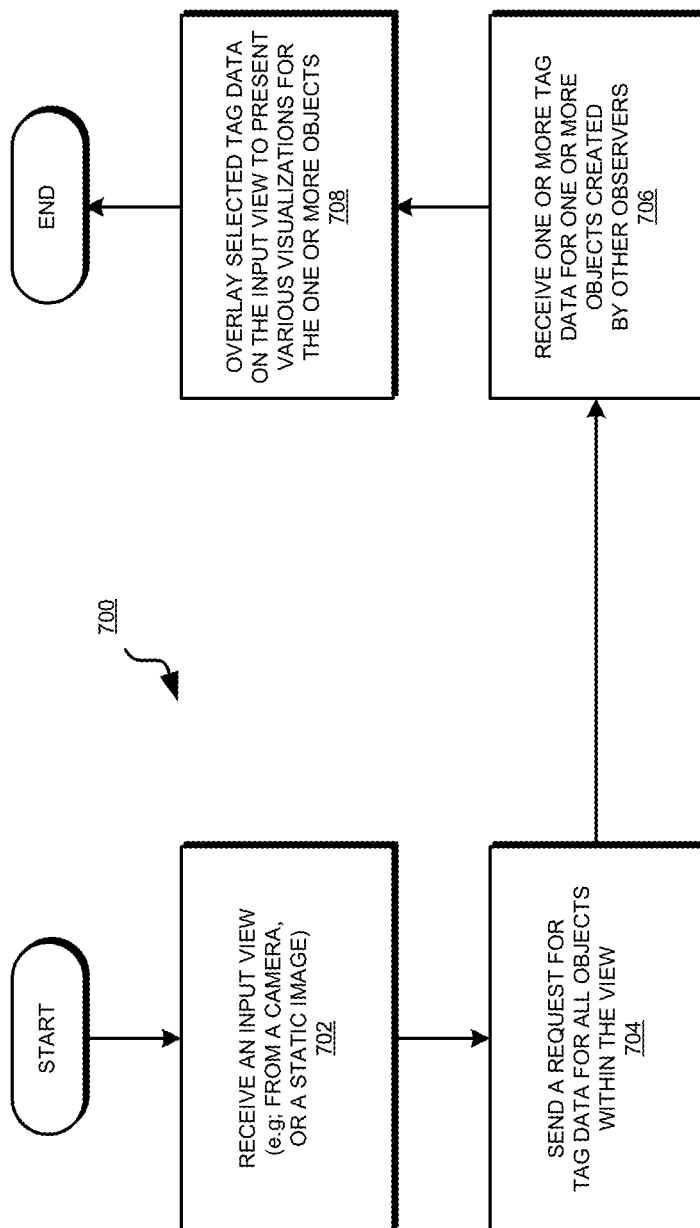 START
RECEIVE AN INPUT VIEW
(e.g; FROM A CAMERA,
OR A STATIC IMAGE)
702
SEND A REQUEST FOR
TAG DATA FOR ALL OBJECTS
WITHIN THE VIEW
704
700
RECEIVE ONE OR MORE TAG
DATA FOR ONE OR MORE
OBJECTS CREATED
BY OTHER OBSERVERS
706
OVERLAY SELECTED TAG DATA
ON THE INPUT VIEW TO PRESENT
VARIOUS VISUALIZATIONS FOR
THE ONE OR MORE OBJECTS
708
END